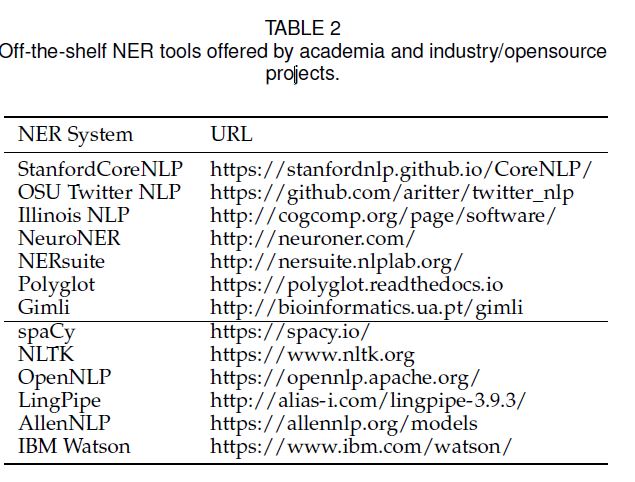 TABLE 2
Off-the-shelf NER tools offered by academia and industry/opensource
projects.
NER System URL
StanfordCoreNLP https://stanfordnlp.github.io/CoreNLP/
OSU Twitter NLP https://github.com/aritter/twitter_nlp
Illinois NLP http://cogcomp.org/page/software/
NeuroNER http://neuroner.com/
NERsuite http://nersuite.nlplab.org/
Polyglot https://polyglot.readthedocs.io
Gimli http://bioinformatics.ua.pt/gimli
spaCy https://spacy.io/
NLTK https://www.nltk.org
OpenNLP https://opennlp.apache.org/
LingPipe http://alias-i.com/lingpipe-3.9.3/
AllenNLP https://allennlp.org/models
IBM Watson https://www.ibm.com/watson/